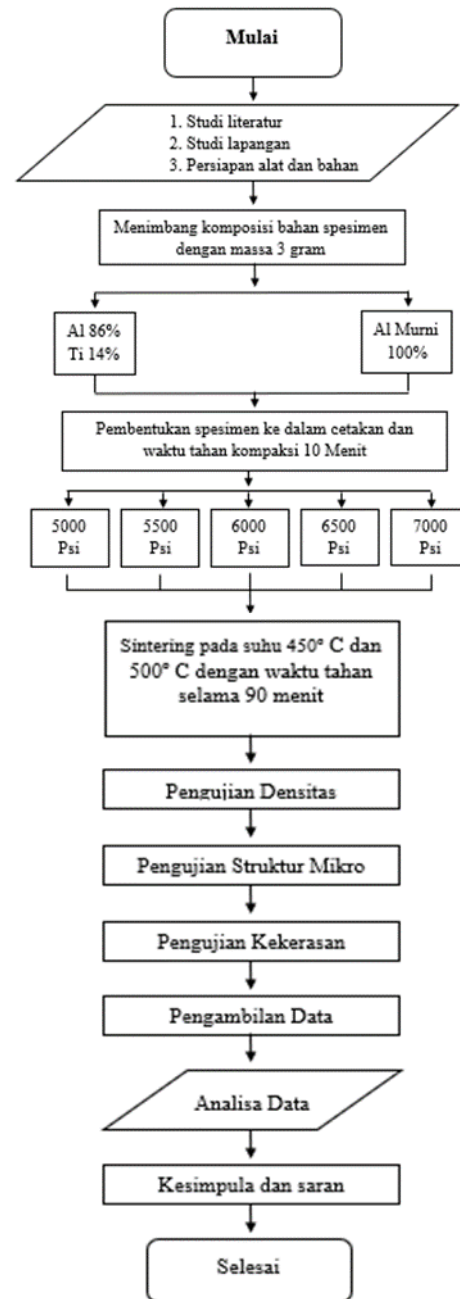 Mulai
1. Studi literatur
2. Studi lapangan
3. Persiapan alat dan bahan
Menimbang komposisi bahan spesimen
dengan massa 3 gram
Al 86%
Ti 14%
Al Murni
100%
Pembentukan spesimen ke dalam cetakan dan
waktu tahan kompaksi 10 Menit
5000
Psi
5500
Psi
6000
Psi
6500
Psi
7000
Psi
Sintering pada suhu 450° C dan
500° C dengan waktu tahan
selama 90 menit
Pengujian Densitas
Pengujian Struktur Mikro
Pengujian Kekerasan
Pengambilan Data
Analisa Data
Kesimpula dan saran
Selesai